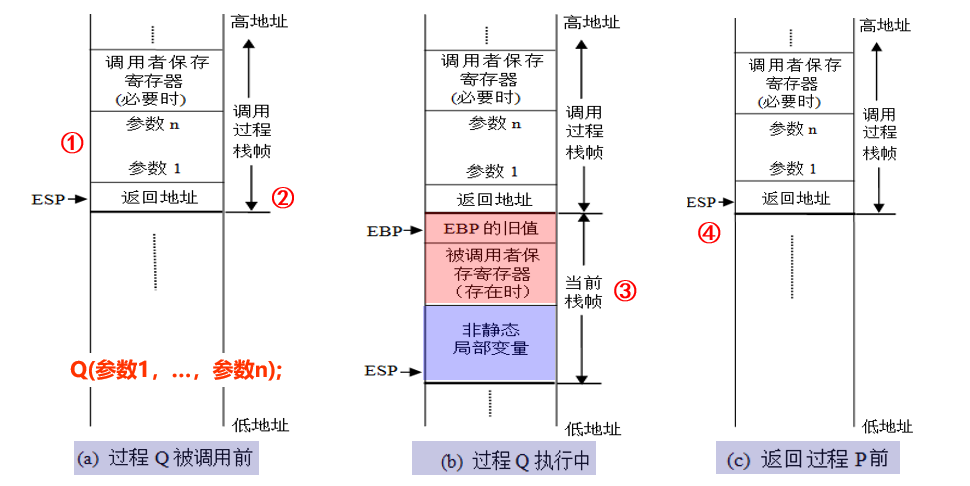 高地址
调用者保存
寄存器
(必要时)
参数 n
①
参数 1
ESP
返回地址
②
调用
过程
栈帧
Q(参数1，…，参数n);
低地址
(a) 过程 Q 被调用前
高地址
调用者保存
寄存器
(必要时)
参数 n
参数 1
返回地址
调用
过程
栈帧
EBP
EBP 的旧值
被调用者保
存寄存器
（存在时）
当前
栈帧
③
非静态
局部变量
ESP
低地址
(b) 过程 Q 执行中
高地址
调用者保存
寄存器
(必要时)
参数 n
参数 1
ESP
返回地址
调用
过程
栈帧
④
低地址
(c) 返回过程 P 前